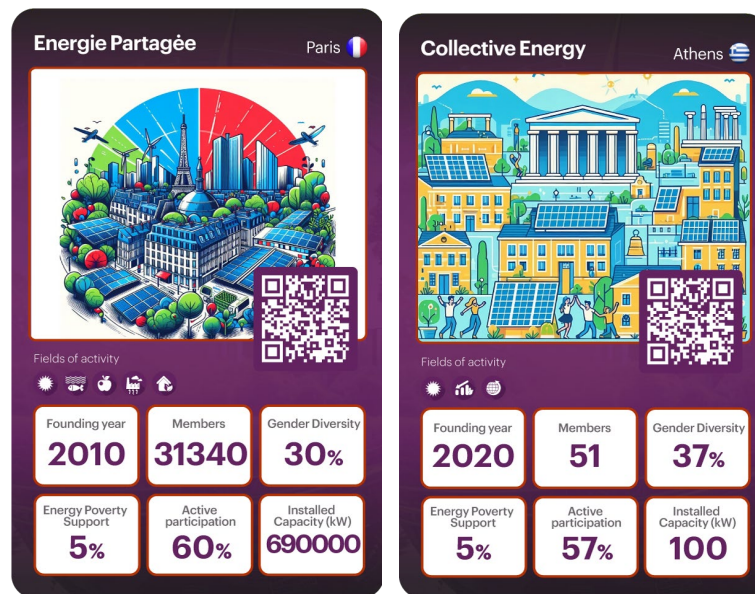 Energie Partagée
Paris
Fields of activity
Founding year
2010
Members
31340
Gender Diversity
30%
Energy Poverty
Support
5%
Active
participation
60%
Installed
Capacity (kW)
690000
Collective Energy
Athens
Fields of activity
Founding year
2020
Members
51
Gender Diversity
37%
Energy Poverty
Support
5%
Active
participation
57%
Installed
Capacity (kW)
100